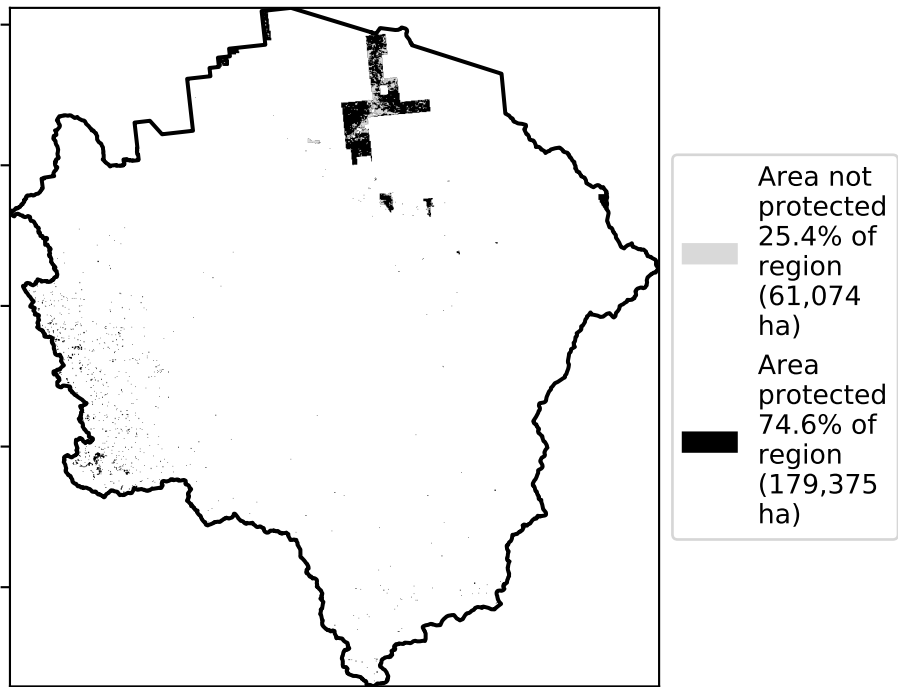 Area not
protected
25.4% of
region
(61,074
ha)
Area
protected
74.6% of
region
(179,375
ha)